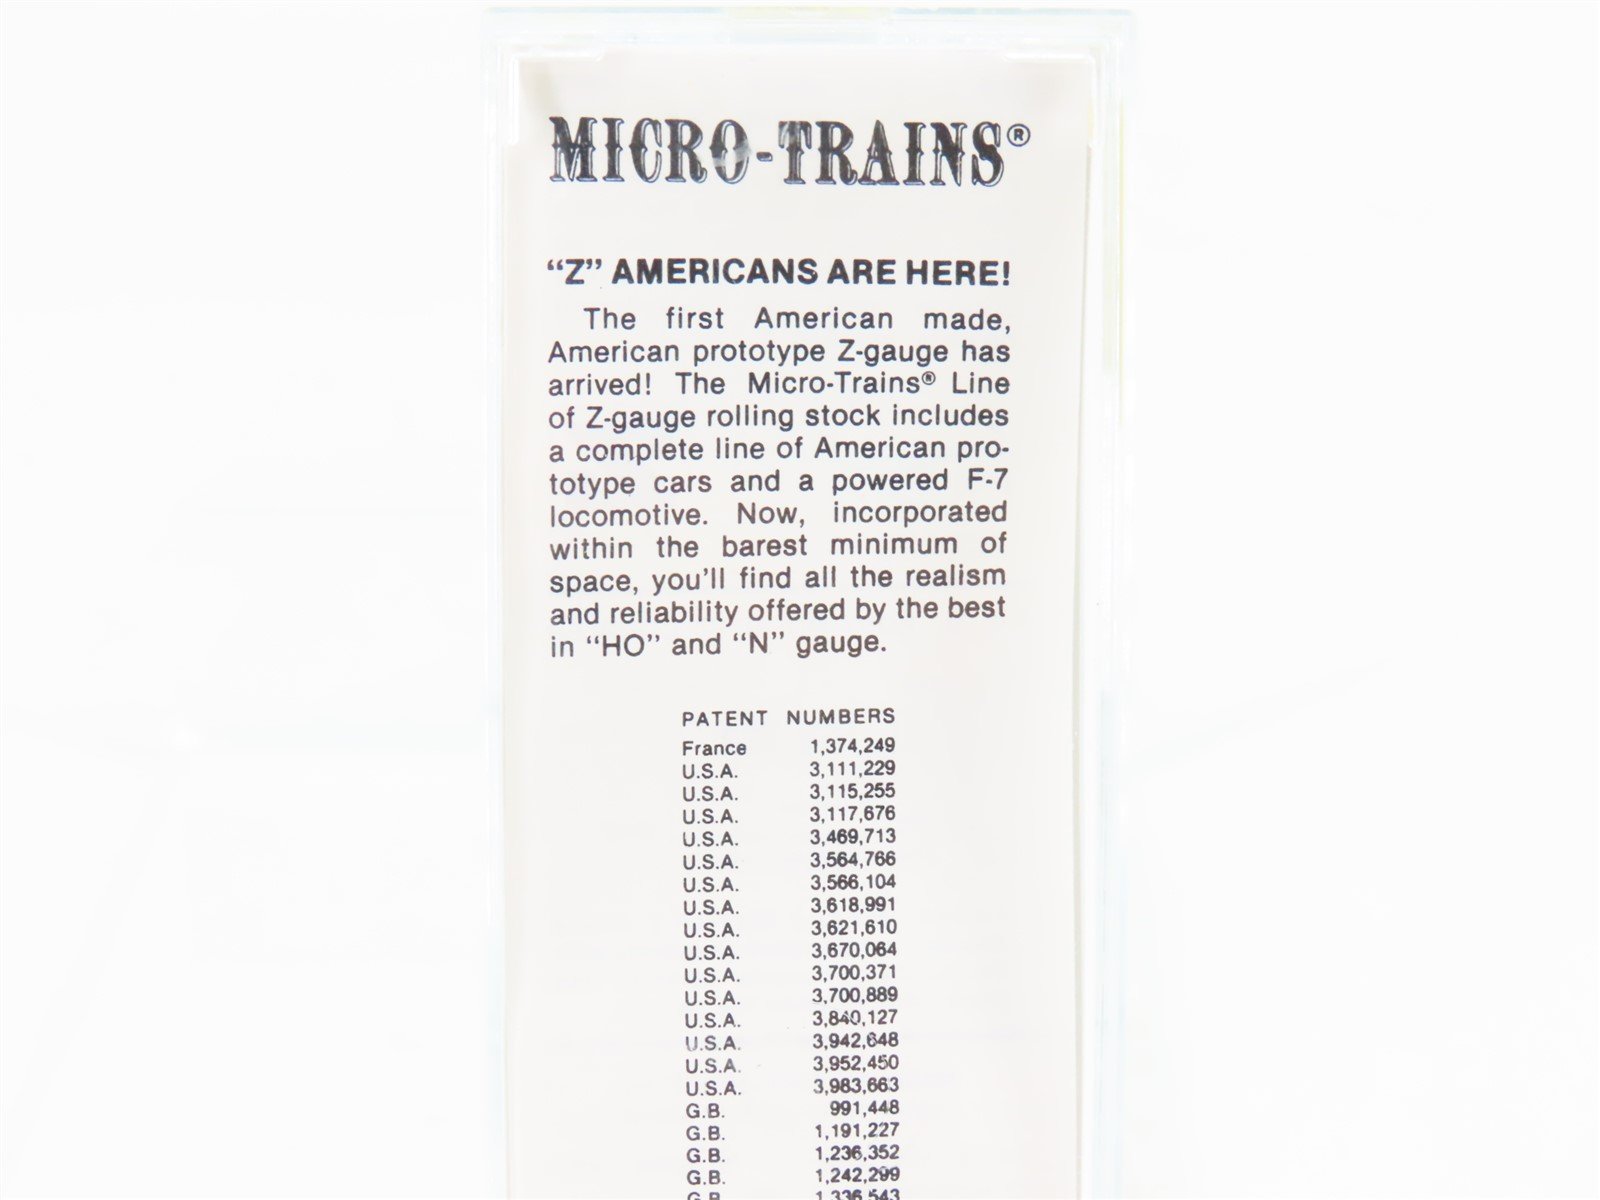 MICRO-TRAINS®
“Z” AMERICANS ARE HERE!
The first American made,
American prototype Z-gauge has
arrived! The Micro-Trains® Line
of Z-gauge rolling stock includes
a complete line of American pro-
totype cars and a powered F-7
locomotive. Now, incorporated
within the barest minimum of
space, you'll find all the realism
and reliability offered by the best
in “HO” and “N” gauge.
PATENT NUMBERS
France 1,374,249
U.S.A. 3,111,229
U.S.A. 3,115,255
U.S.A. 3,117,676
U.S.A. 3,469,713
U.S.A. 3,564,766
U.S.A. 3,566,104
U.S.A. 3,618,991
U.S.A. 3,621,610
U.S.A. 3,670,064
U.S.A. 3,700,371
U.S.A. 3,700,889
U.S.A. 3,840,127
U.S.A. 3,942,648
U.S.A. 3,952,450
U.S.A. 3,983,663
G.B. 991,448
G.B. 1,191,227
G.B. 1,236,352
G.B. 1,242,299
G.B. 1,336,543